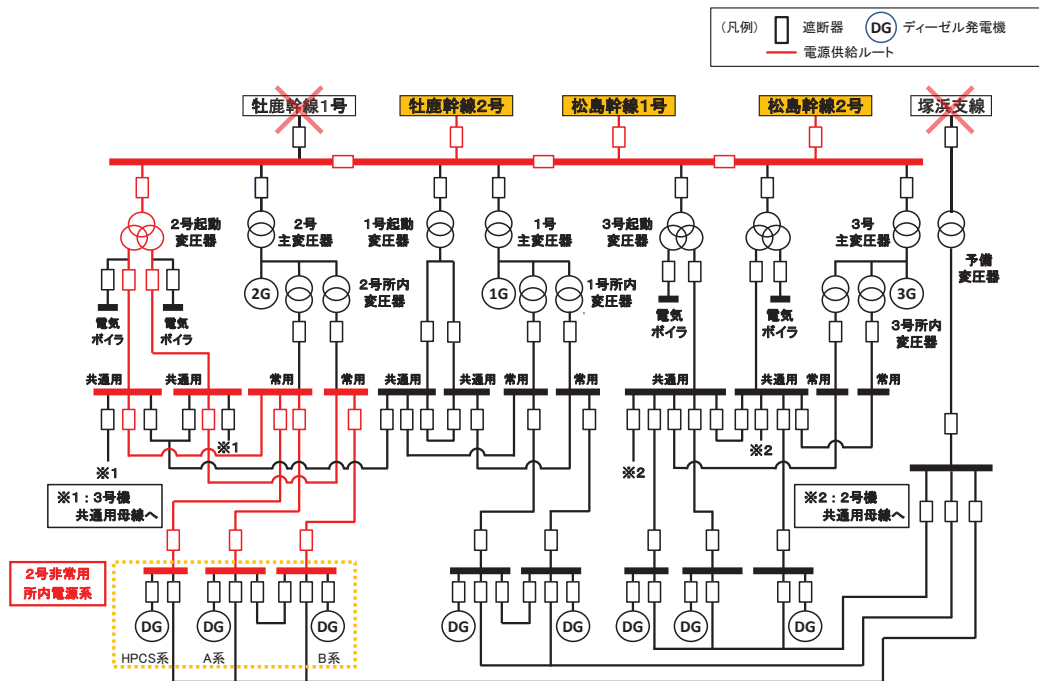 (凡例)
遮断器
DG
ディーゼル発電機
電源供給ルート
牡鹿幹線1号
牡鹿幹線2号
松島幹線1号
松島幹線2号
塚浜支線
2号起動
変圧器
2号
主変圧器
1号起動
変圧器
1号
主変圧器
3号起動
変圧器
3号
主変圧器
予備
変圧器
2G
2号所内
変圧器
1G
1号所内
変圧器
3G
3号所内
変圧器
電気
ボイラ
電気
ボイラ
電気
ボイラ
電気
ボイラ
共通用
共通用
常用
常用
共通用
共通用
常用
常用
共通用
共通用
常用
常用
※1
※1
※2
※2
※1:3号機
共通用母線へ
※2:2号機
共通用母線へ
2号非常用
所内電源系
DG
DG
DG
DG
DG
DG
DG
DG
HPCS系
A系
B系